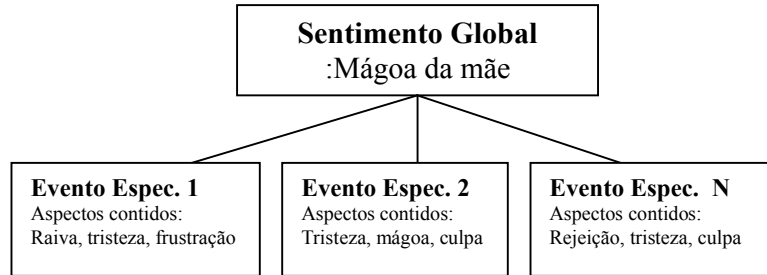 Sentimento Global
:Mágoa da mãe
Evento Espec. 1
Aspectos contidos:
Raiva, tristeza, frustração
Evento Espec. 2
Aspectos contidos:
Tristeza, mágoa, culpa
Evento Espec. N
Aspectos contidos:
Rejeição, tristeza, culpa